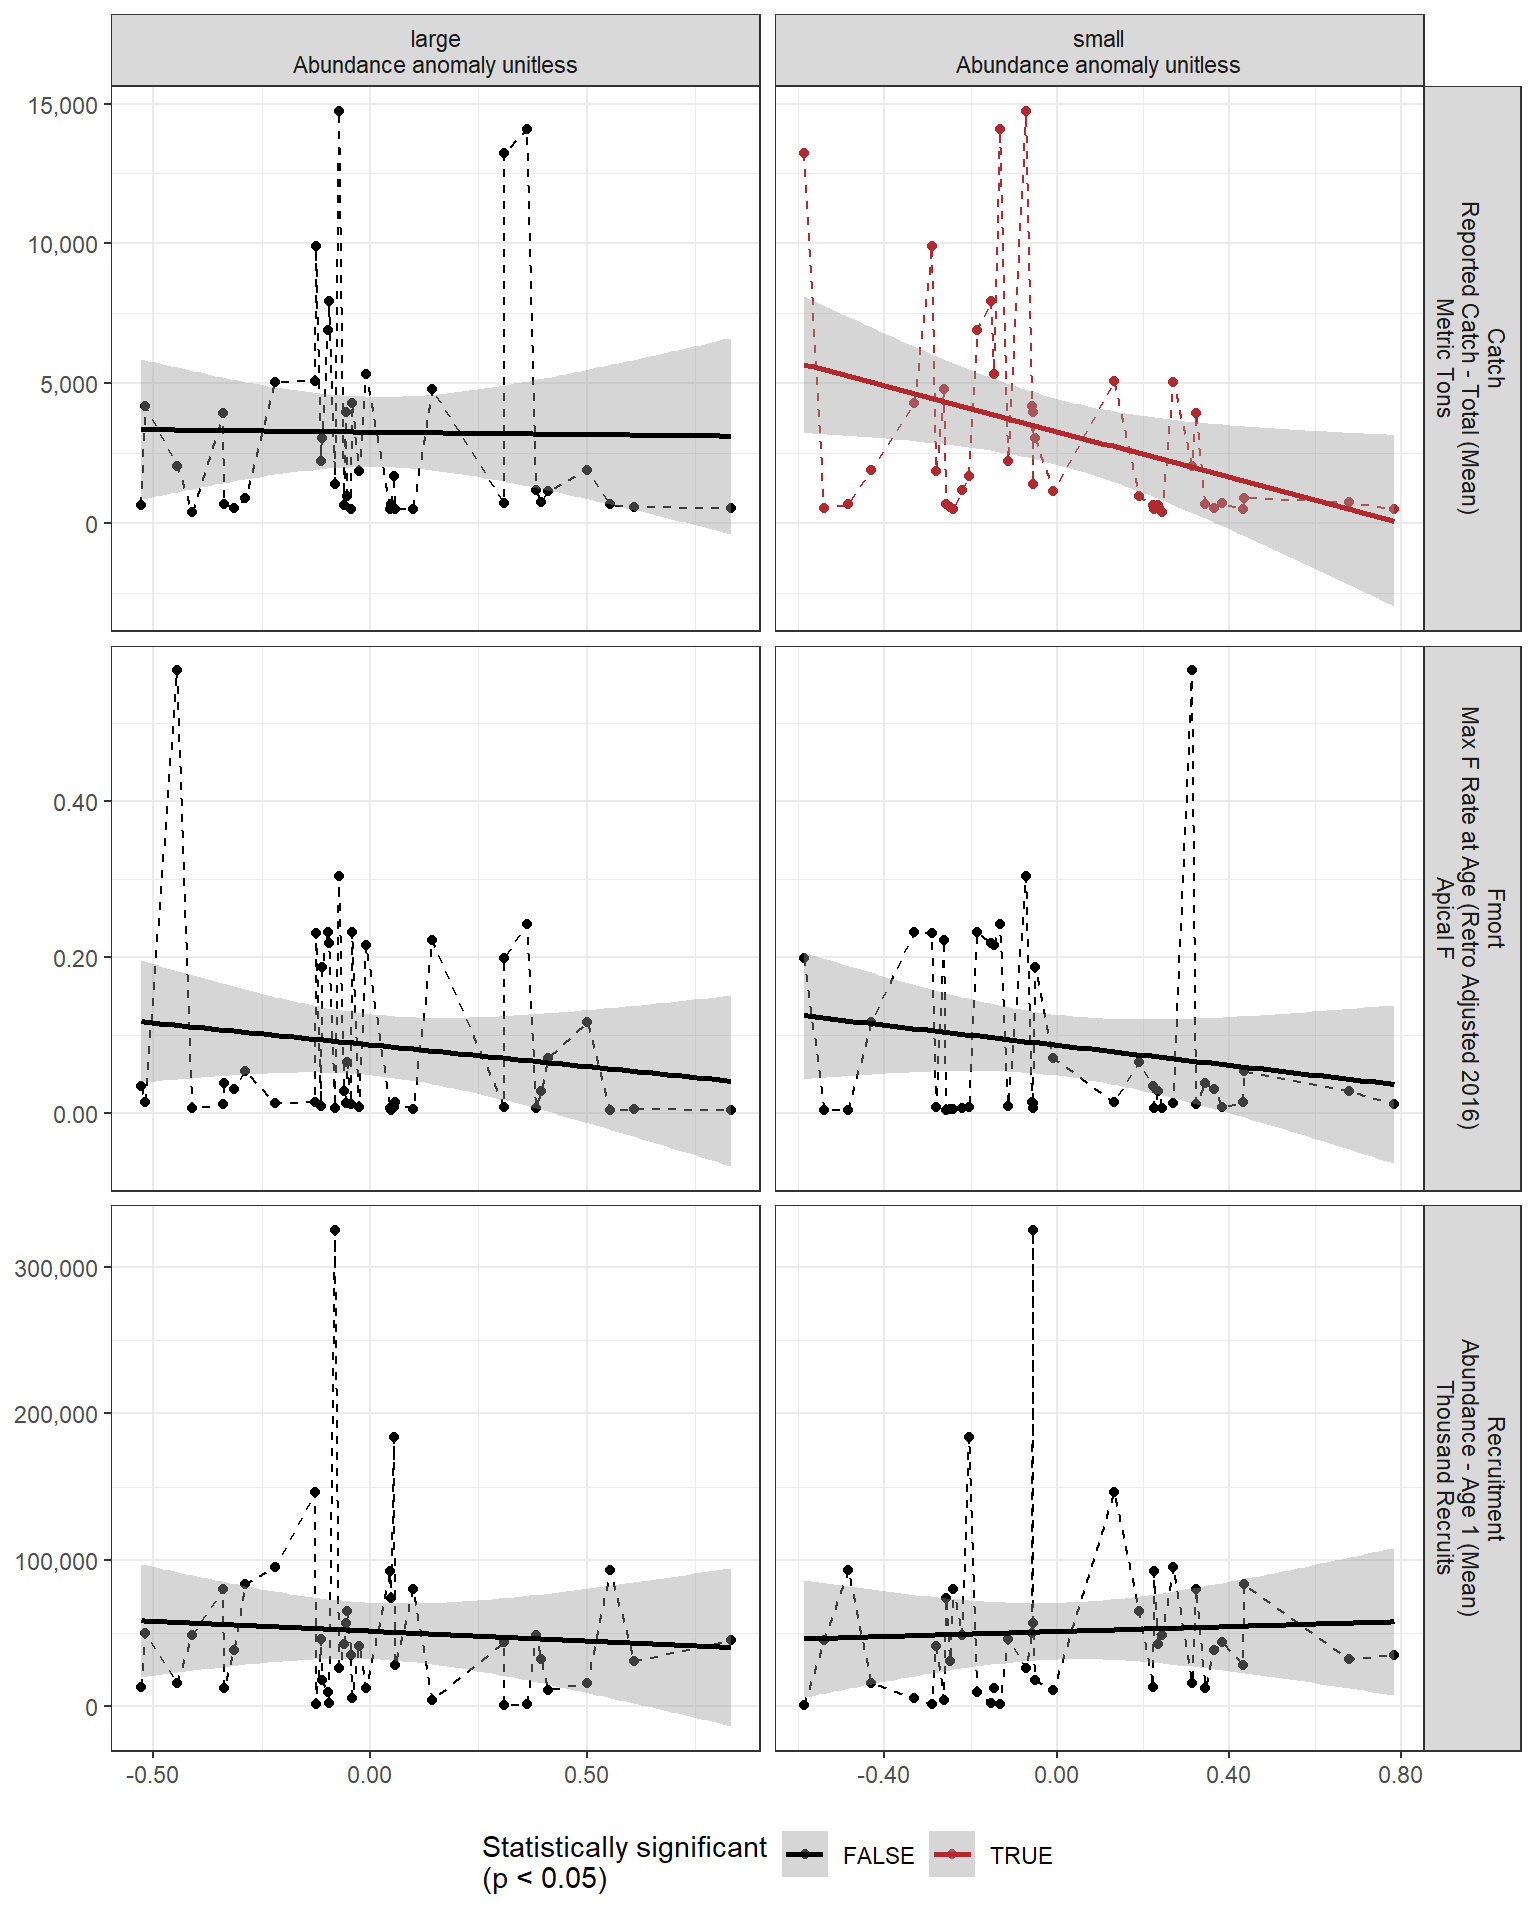 large
Abundance anomaly unitless
small
Abundance anomaly unitless
15,000
10,000
5,000
0
Catch
Reported Catch - Total (Mean)
Metric Tons
0.40
0.20
0.00
Fmort
Max F Rate at Age (Retro Adjusted 2016)
Apical F
300,000
200,000
100,000
0
Recruitment
Abundance - Age 1 (Mean)
Thousand Recruits
-0.50
0.00
0.50
-0.40
0.00
0.40
0.80
Statistically significant
(p < 0.05)
FALSE
TRUE